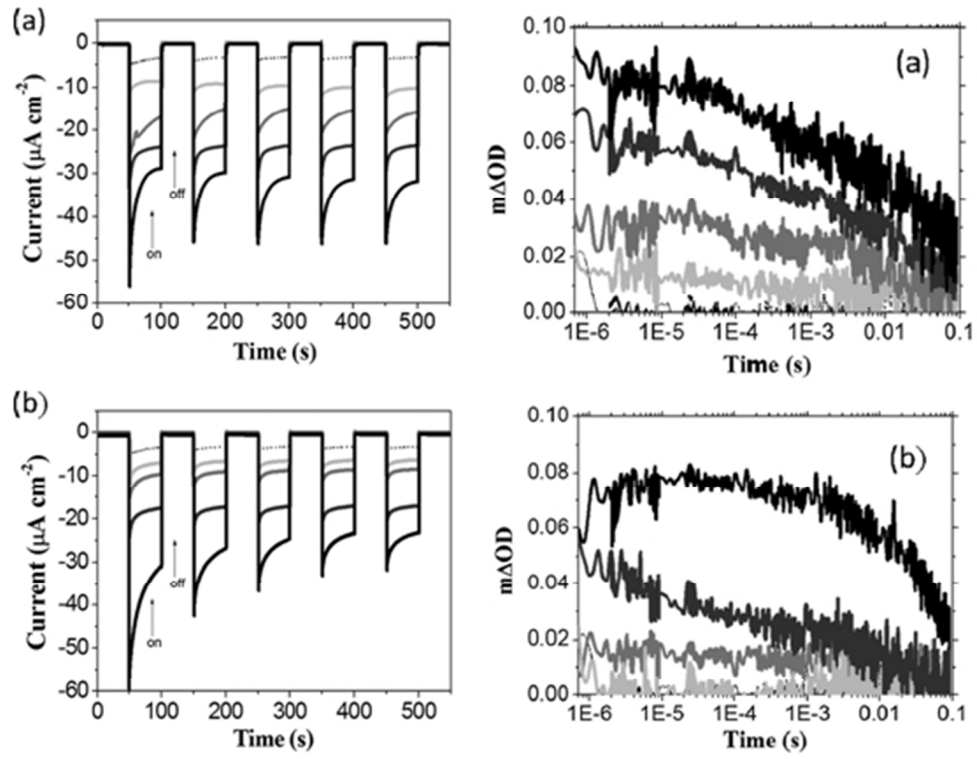 (a)
0
-10
-20
-30
-40
-50
-60
Current (μA cm-2)
on
off
0 100 200 300 400 500
Time (s)
0.10
0.08
0.06
0.04
0.02
0.00
mΔOD
(a)
1E-6 1E-5 1E-4 1E-3 0.01 0.1
Time (s)
(b)
0
-10
-20
-30
-40
-50
-60
Current (μA cm-2)
on
off
0 100 200 300 400 500
Time (s)
0.10
0.08
0.06
0.04
0.02
0.00
mΔOD
(b)
1E-6 1E-5 1E-4 1E-3 0.01 0.1
Time (s)